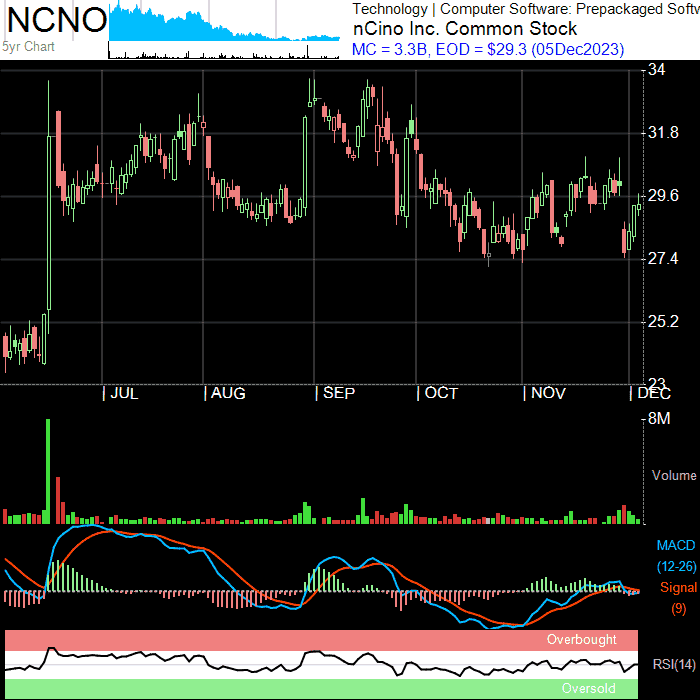 NCNO
5yr Chart
Technology | Computer Software: Prepackaged Softw
nCino Inc. Common Stock
MC = 3.3B, EOD = $29.3 (05Dec2023)
34
31.8
29.6
27.4
25.2
23
| JUL | AUG | SEP | OCT | NOV | DEC
8M
Volume
MACD
(12-26)
Signal
(9)
Overbought
RSI(14)
Oversold